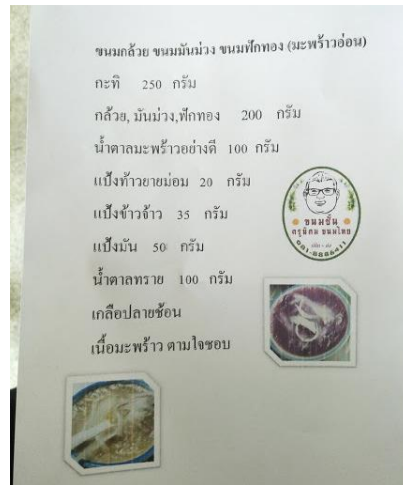 ขนมกล้วย ขนมมันม่วง ขนมฟักทอง (มะพร้าวอ่อน)
กะทิ 250 กรัม
กล้วย, มันม่วง,ฟักทอง 200 กรัม
น้ำตาลมะพร้าวอย่างดี 100 กรัม
แป้งท้าวยายม่อม 20 กรัม
แป้งข้าวจ้าว 35 กรัม
แป้งมัน 50 กรัม
น้ำตาลทราย 100 กรัม
เกลือปลายช้อน
เนื้อมะพร้าว ตามใจชอบ
ขนมชั้น
ครูนิคม ขนมไทย